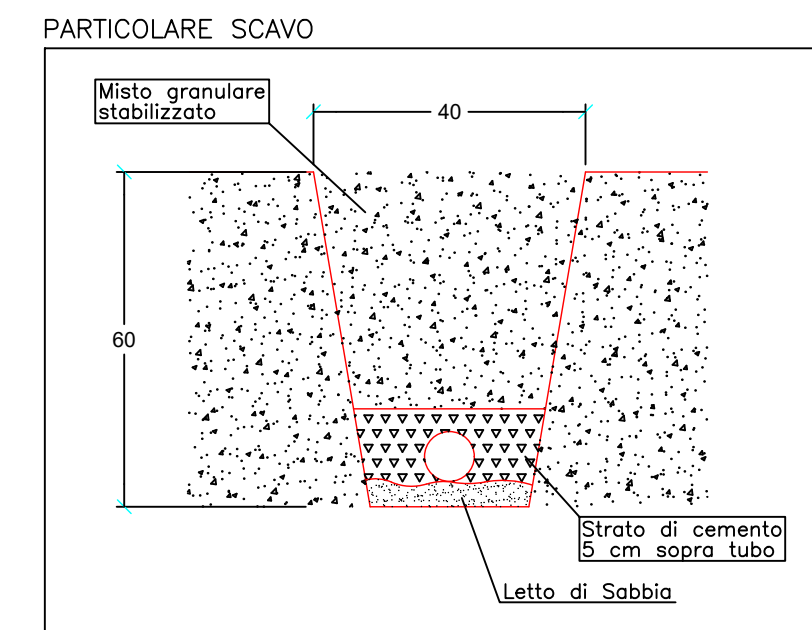 PARTICOLARE SCAVO
Misto granulare
stabilizzato
40
60
Strato di cemento
5 cm sopra tubo
Letto di Sabbia